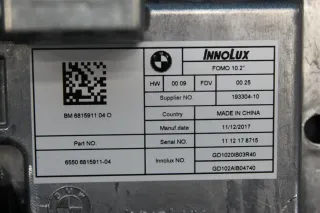 INNOLUX
FOMO 10.2"
HW 00 09 FDV 00 25
Supplier NO. 193304-10
BM 6815911 04 O
Country MADE IN CHINA
Manuf.date 11/12/2017
Part NO. Serial NO. 11 12 17 8715
6550 6815911-04 Innolux NO. GD1020IB03R40
GD102AIB04740